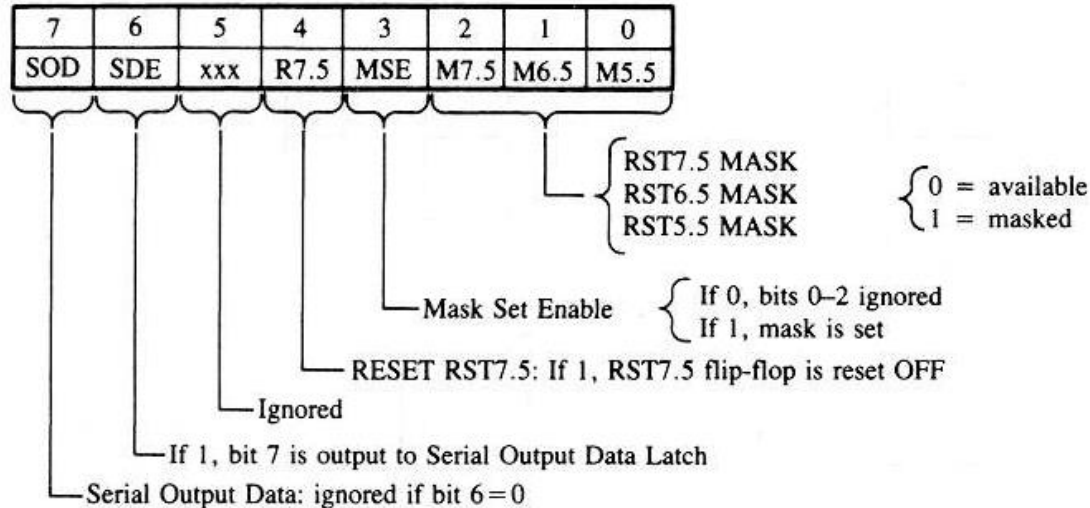 7 6 5 4 3 2 1 0
SOD SDE xxx R7.5 MSE M7.5 M6.5 M5.5
RST7.5 MASK
RST6.5 MASK
RST5.5 MASK
0 = available
1 = masked
Mask Set Enable
If 0, bits 0–2 ignored
If 1, mask is set
RESET RST7.5: If 1, RST7.5 flip-flop is reset OFF
Ignored
If 1, bit 7 is output to Serial Output Data Latch
Serial Output Data: ignored if bit 6=0